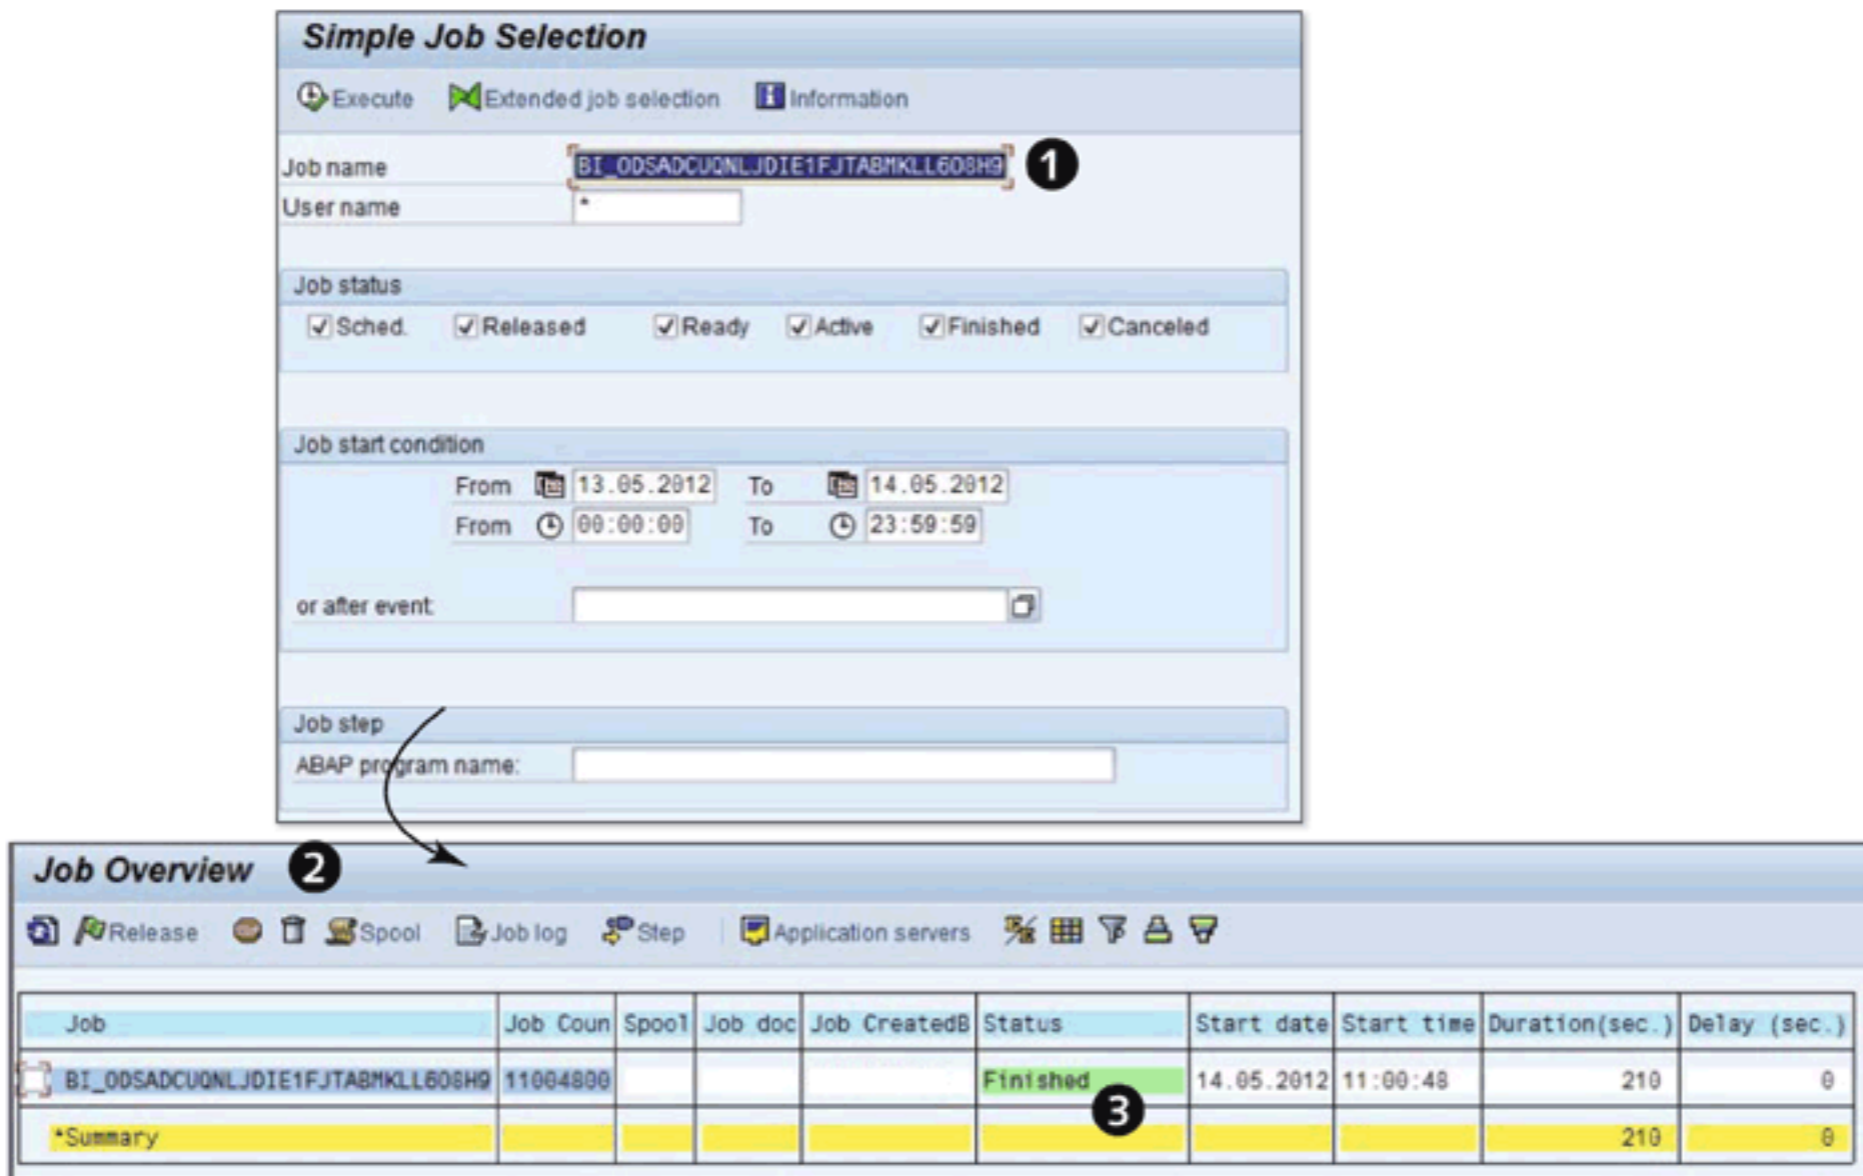 Simple Job Selection
Execute Extended job selection Information
Job name BI_ODSADCUQNLJDIE1FJTABMKLL6O8H9 1
User name *
Job status
Sched. Released Ready Active Finished Canceled
Job start condition
From 13.05.2012 To 14.05.2012
From 00:00:00 To 23:59:59
or after event:
Job step
ABAP program name:
Job Overview 2
Release Spool Job log Step Application servers
Job Job Coun Spool Job doc Job CreatedB Status Start date Start time Duration(sec.) Delay (sec.)
BI_ODSADCUQNLJDIE1FJTABMKLL6O8H9 11004800 Finished 14.05.2012 11:00:48 210 0
3
*Summary 210 0